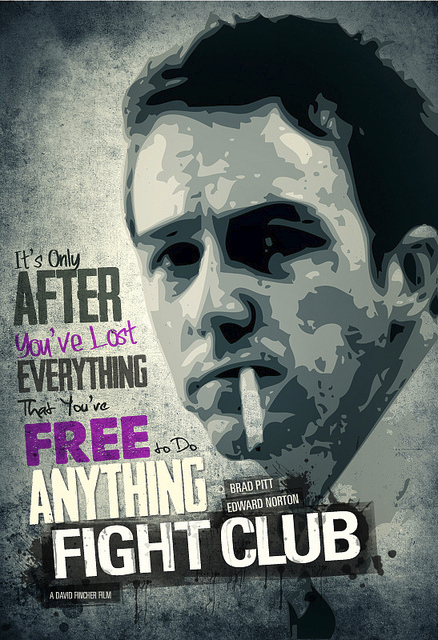 It's Only
AFTER
You've Lost
EVERYTHING
That You've
FREE to Do
ANYTHING
BRAD PITT
EDWARD NORTON
FIGHT CLUB
A DAVID FINCHER FILM